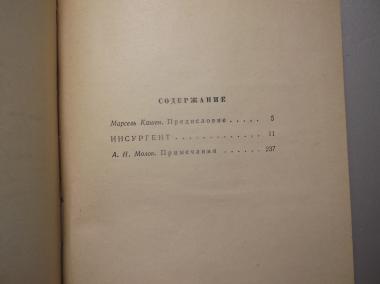 СОДЕРЖАНИЕ
Марсель Кашен. Предисловие . . . . . 5
ИНСУРГЕНТ . . . . . . . . . . . . . 11
А. И. Молок. Примечания . . . . . . 237